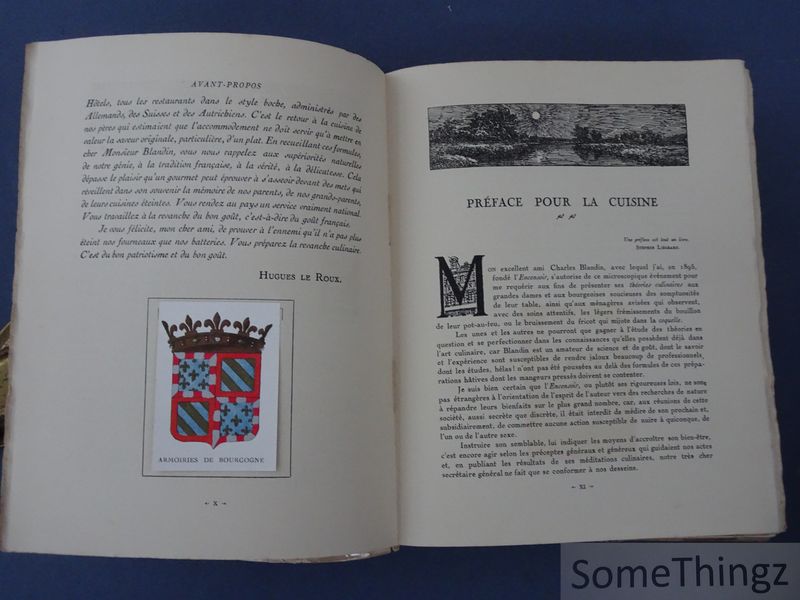 AVANT-PROPOS
Hôtels, tous les restaurants dans le style boche, administrés par des
Allemands, des Suisses et des Autrichiens. C'est le retour à la cuisine de
nos pères qui estimaient que l'accommodement ne doit servir qu'à mettre en
valeur la saveur originale, particulière, d'un plat. En recueillant ces formules,
cher Monsieur Blandin, vous nous rappelez aux supériorités naturelles
de notre génie, à la tradition française, à la vérité, à la délicatesse. Cela
dépasse le plaisir qu'un gourmet peut éprouver à s'asseoir devant des mets qui
réveillent dans son souvenir la mémoire de nos parents, de nos grands-parents,
de leurs cuisines éteintes. Vous rendez au pays un service vraiment national.
Vous travaillez à la revanche du bon goût, c'est-à-dire du goût français.
Je vous félicite, mon cher ami, de prouver à l'ennemi qu'il n'a pas plus
éteint nos fourneaux que nos batteries. Vous préparez la revanche culinaire.
C'est du bon patriotisme et du bon goût.
HUGUES LE ROUX.
ARMOIRIES DE BOURGOGNE
X
PRÉFACE POUR LA CUISINE
Une préface est tout un livre.
STEPHEN LIÉGEARD.
MON excellent ami Charles Blandin, avec lequel j'ai, en 1895,
fondé l'Encensoir, s'autorise de ce microscopique évènement pour
me requérir aux fins de présenter ses théories culinaires aux
grandes dames et aux bourgeoises soucieuses des somptuosités
de leur table, ainsi qu'aux ménagères avisées qui observent,
avec des soins attentifs, les légers frémissements du bouillon
de leur pot-au-feu, ou le bruissement du fricot qui mijote dans la coquelle.
Les unes et les autres ne pourront que gagner à l'étude des théories en
question et se perfectionner dans les connaissances qu'elles possèdent déjà dans
l'art culinaire, car Blandin est un amateur de science et de goût, dont le savoir
et l'expérience sont susceptibles de rendre jaloux beaucoup de professionnels,
dont les études, hélas! n'ont pas été poussées au delà des formules de ces prépa-
rations hâtives dont les mangeurs pressés doivent se contenter.
Je suis bien certain que l'Encensoir, ou plutôt ses rigoureuses lois, ne sont
pas étrangères à l'orientation de l'esprit de l'auteur vers des recherches de nature
à répandre leurs bienfaits sur le plus grand nombre, car, aux réunions de cette
société, aussi secrète que discrète, il était interdit de médire de son prochain et,
subsidiairement, de commettre aucune action susceptible de nuire à quiconque, de
l'un ou de l'autre sexe.
Instruire son semblable, lui indiquer les moyens d'accroître son bien-être,
c'est encore agir selon les préceptes généraux et généreux qui guidaient nos actes
et, en publiant les résultats de ses méditations culinaires, notre très cher
secrétaire général ne fait que se conformer à nos desseins.
XI
SomeThingz